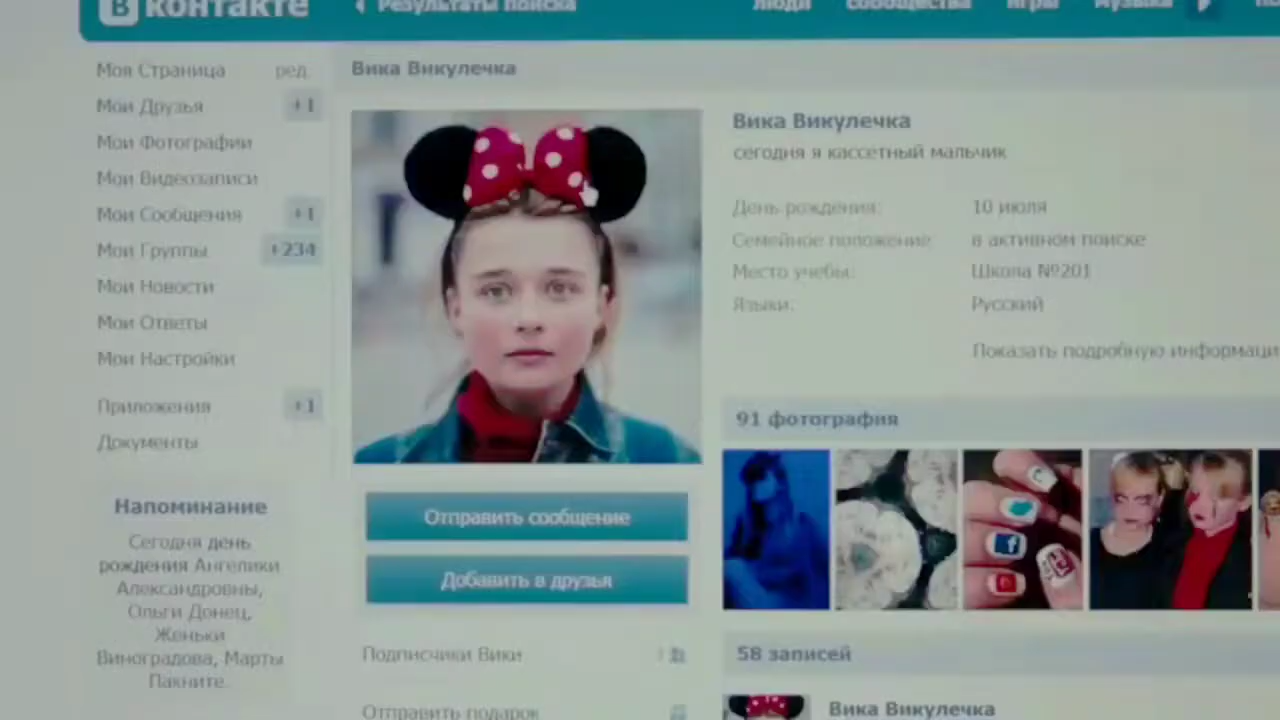 В контакте
Результаты поиска
люди
сообщества
игры
музыка
Моя Страница
ред.
Мои Друзья
+1
Мои Фотографии
Мои Видеозаписи
Мои Сообщения
+1
Мои Группы
+234
Мои Новости
Мои Ответы
Мои Настройки
Приложения
+1
Документы
Напоминание
Сегодня день
рождения Ангелики
Александровны,
Ольги Донец,
Женьки
Виноградова, Марты
Пакните.
Вика Викулечка
Отправить сообщение
Добавить в друзья
Подписчики Вики
Отправить подарок
Вика Викулечка
сегодня я кассетный мальчик
День рождения:
10 июля
Семейное положение:
в активном поиске
Место учебы:
Школа №201
Языки:
Русский
Показать подробную информаци
91 фотография
58 записей
Вика Викулечка